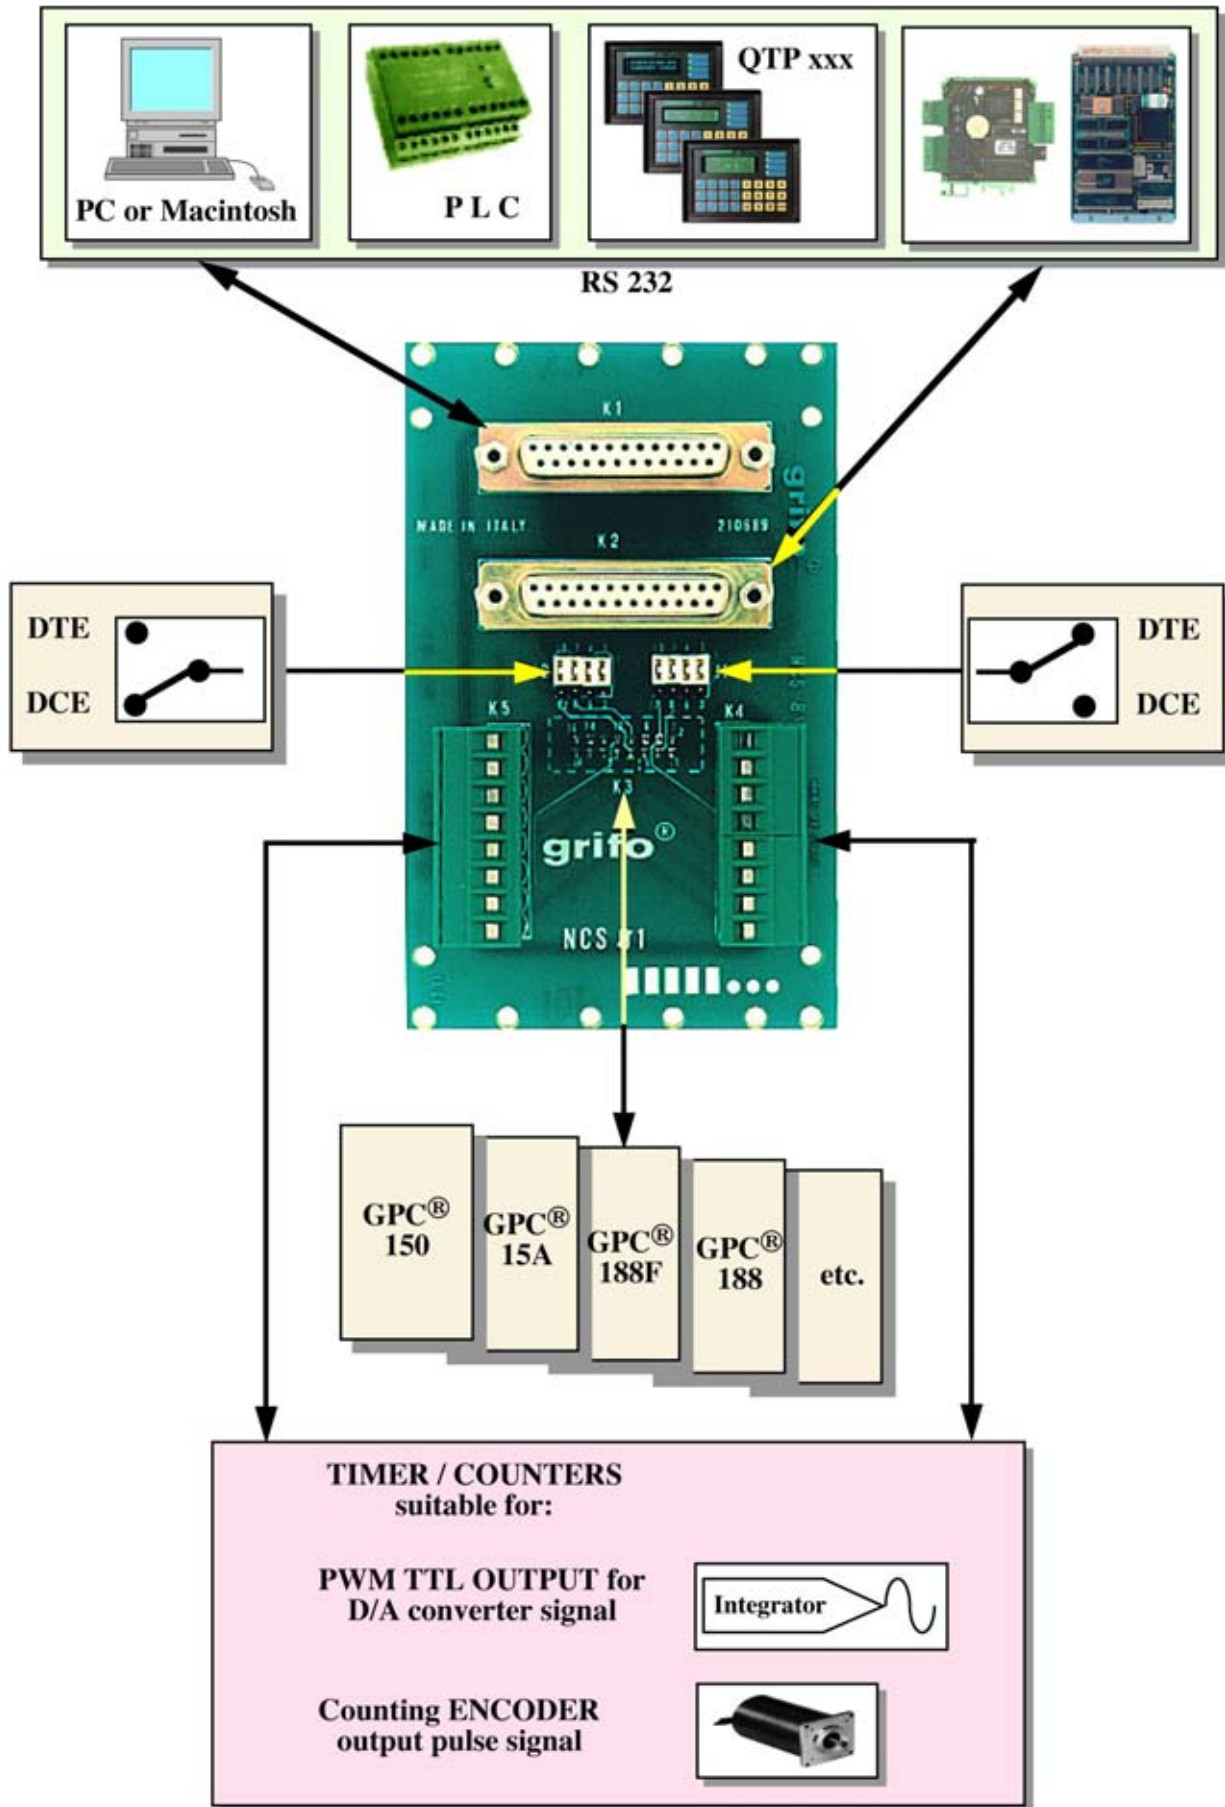 PC or Macintosh
P L C
QTP xxx
RS 232
K1
MADE IN ITALY
210689
K2
DTE
DCE
DTE
DCE
K5
K4
K3
grifo®
NCS
GPC®
150
GPC®
15A
GPC®
188F
GPC®
188
etc.
TIMER / COUNTERS
suitable for:
PWM TTL OUTPUT for
D/A converter signal
Integrator
Counting ENCODER
output pulse signal